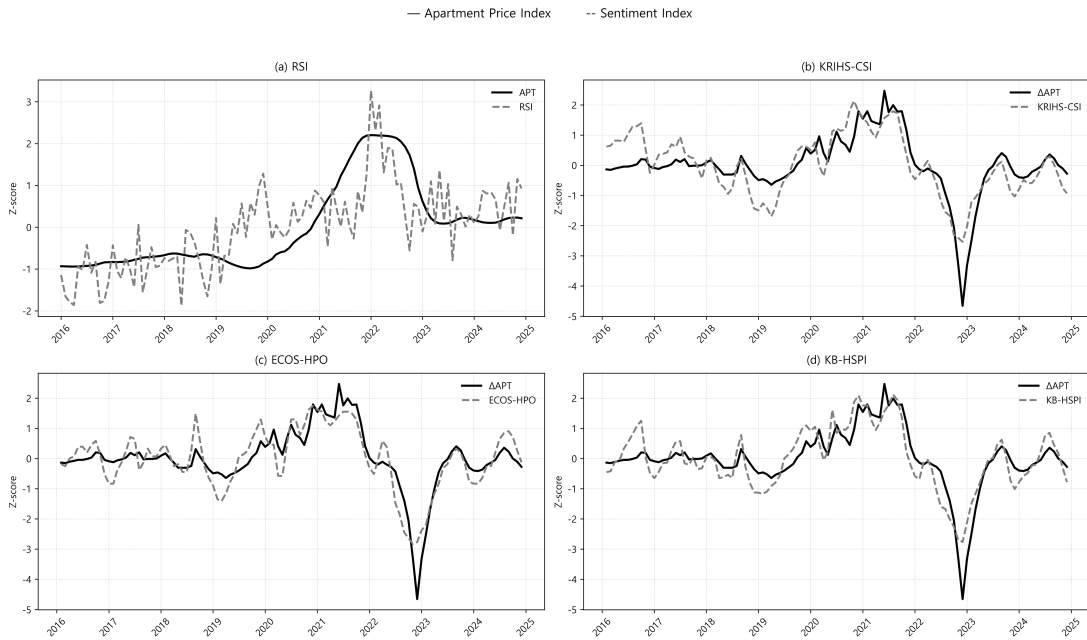 — Apartment Price Index -- Sentiment Index
(a) RSI
Z-score
3
2
1
0
-1
-2
APT
RSI
2016 2017 2018 2019 2020 2021 2022 2023 2024 2025
(b) KRIHS-CSI
Z-score
2
1
0
-1
-2
-3
-4
-5
ΔAPT
KRIHS-CSI
2016 2017 2018 2019 2020 2021 2022 2023 2024 2025
(c) ECOS-HPO
Z-score
2
1
0
-1
-2
-3
-4
-5
ΔAPT
ECOS-HPO
2016 2017 2018 2019 2020 2021 2022 2023 2024 2025
(d) KB-HSPI
Z-score
2
1
0
-1
-2
-3
-4
-5
ΔAPT
KB-HSPI
2016 2017 2018 2019 2020 2021 2022 2023 2024 2025